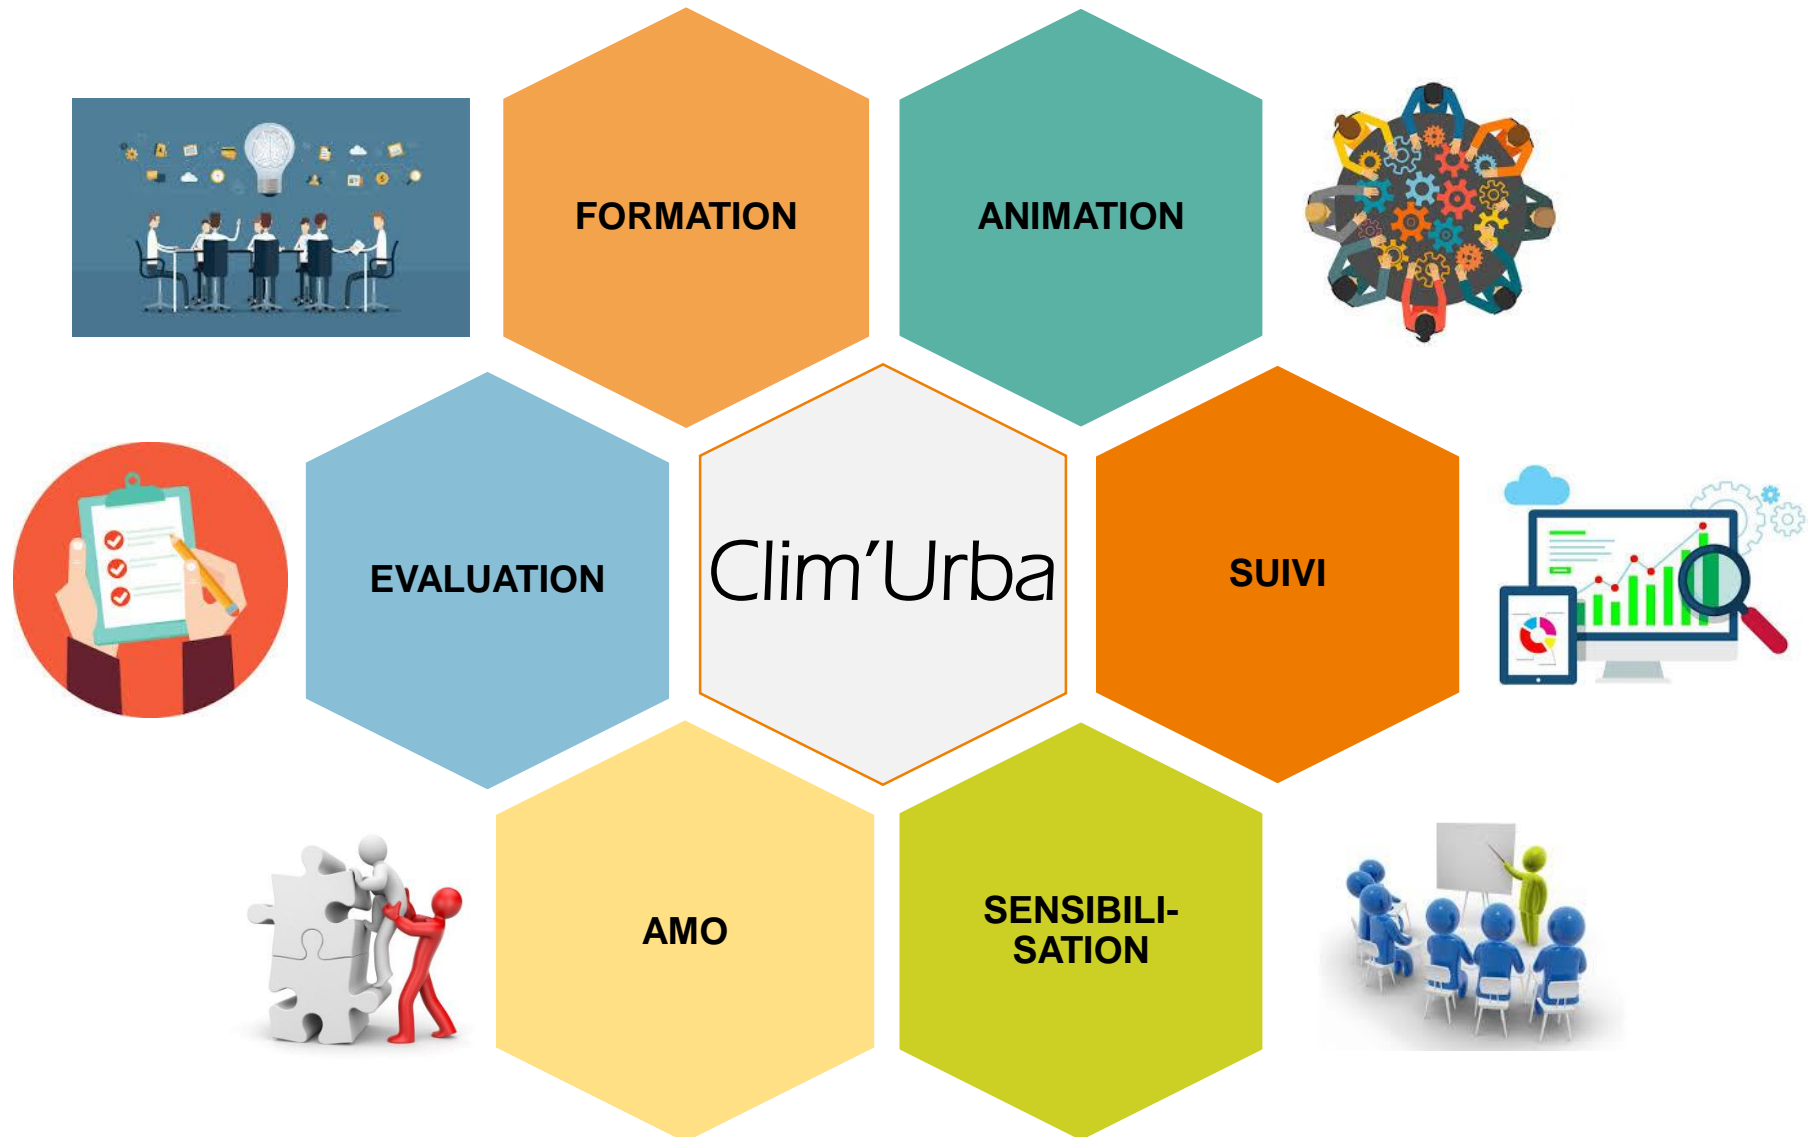 FORMATION
ANIMATION
EVALUATION
Clim'Urba
SUIVI
AMO
SENSIBILI-
SATION